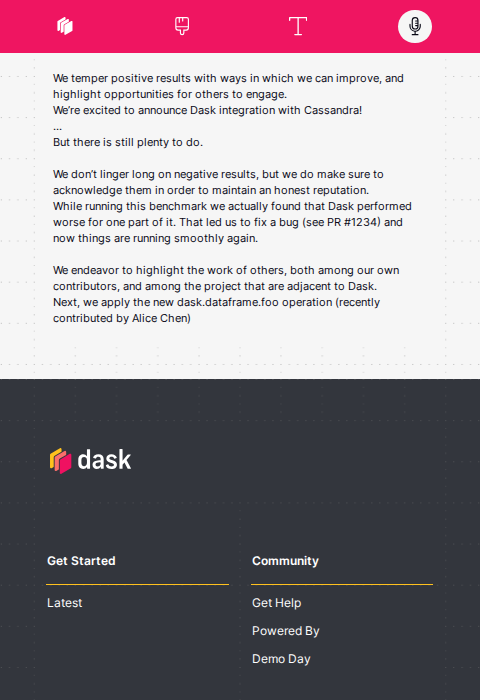 We temper positive results with ways in which we can improve, and
highlight opportunities for others to engage.
We're excited to announce Dask integration with Cassandra!
...
But there is still plenty to do.
We don't linger long on negative results, but we do make sure to
acknowledge them in order to maintain an honest reputation.
While running this benchmark we actually found that Dask performed
worse for one part of it. That led us to fix a bug (see PR #1234) and
now things are running smoothly again.
We endeavor to highlight the work of others, both among our own
contributors, and among the project that are adjacent to Dask.
Next, we apply the new dask.dataframe.foo operation (recently
contributed by Alice Chen)
dask
Get Started
Latest
Community
Get Help
Powered By
Demo Day